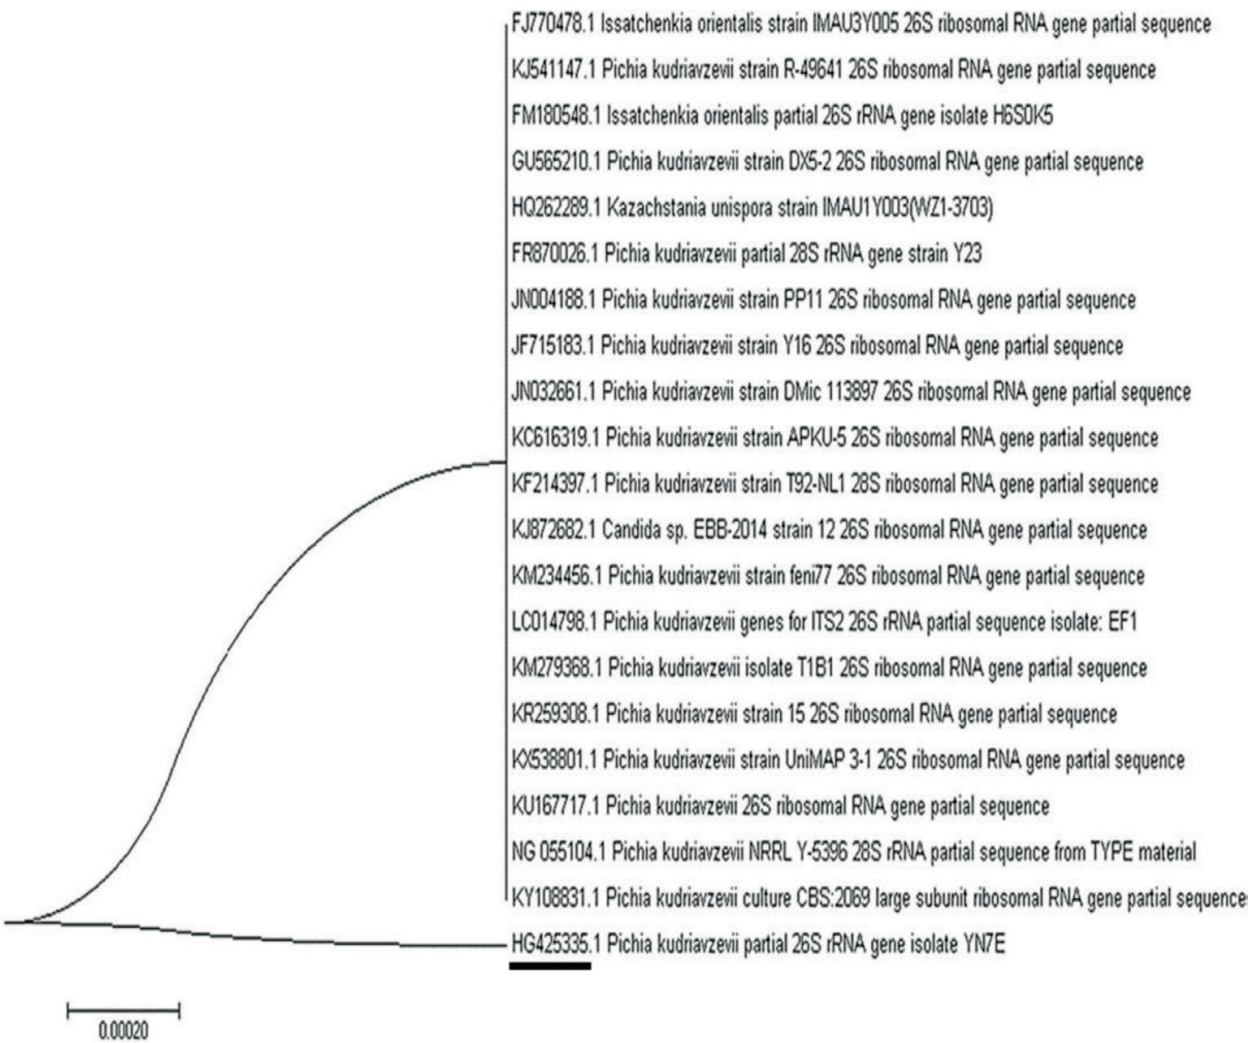 FJ770478.1 Issatchenkia orientalis strain IMAU3Y005 26S ribosomal RNA gene partial sequence
KJ541147.1 Pichia kudriavzevii strain R-49641 26S ribosomal RNA gene partial sequence
FM180548.1 Issatchenkia orientalis partial 26S rRNA gene isolate H6S0K5
GU565210.1 Pichia kudriavzevii strain DX5-2 26S ribosomal RNA gene partial sequence
HQ262289.1 Kazachstania unispora strain IMAU1Y003(WZ1-3703)
FR870026.1 Pichia kudriavzevii partial 28S rRNA gene strain Y23
JN004188.1 Pichia kudriavzevii strain PP11 26S ribosomal RNA gene partial sequence
JF715183.1 Pichia kudriavzevii strain Y16 26S ribosomal RNA gene partial sequence
JN032661.1 Pichia kudriavzevii strain DMic 113897 26S ribosomal RNA gene partial sequence
KC616319.1 Pichia kudriavzevii strain APKU-5 26S ribosomal RNA gene partial sequence
KF214397.1 Pichia kudriavzevii strain T92-NL1 28S ribosomal RNA gene partial sequence
KJ872682.1 Candida sp. EBB-2014 strain 12 26S ribosomal RNA gene partial sequence
KM234456.1 Pichia kudriavzevii strain feni77 26S ribosomal RNA gene partial sequence
LC014798.1 Pichia kudriavzevii genes for ITS2 26S rRNA partial sequence isolate: EF1
KM279368.1 Pichia kudriavzevii isolate T1B1 26S ribosomal RNA gene partial sequence
KR259308.1 Pichia kudriavzevii strain 15 26S ribosomal RNA gene partial sequence
KX538801.1 Pichia kudriavzevii strain UniMAP 3-1 26S ribosomal RNA gene partial sequence
KU167717.1 Pichia kudriavzevii 26S ribosomal RNA gene partial sequence
NG 055104.1 Pichia kudriavzevii NRRL Y-5396 28S rRNA partial sequence from TYPE material
KY108831.1 Pichia kudriavzevii culture CBS:2069 large subunit ribosomal RNA gene partial sequence
HG425335.1 Pichia kudriavzevii partial 26S rRNA gene isolate YN7E
0.00020